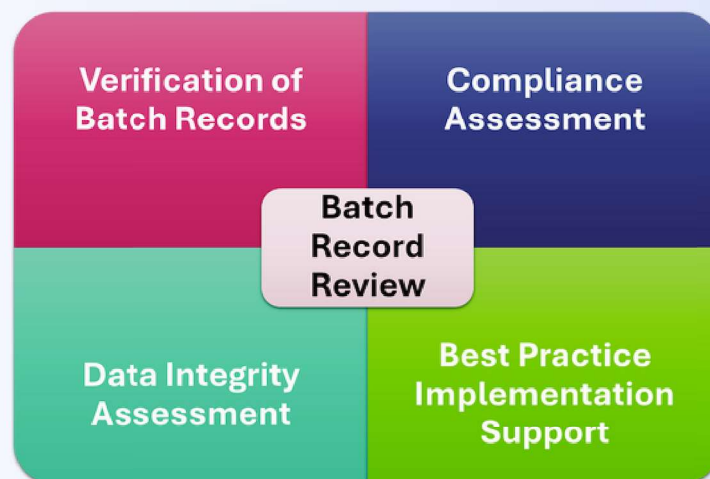 Verification of
Batch Records
Compliance
Assessment
Batch
Record
Review
Data Integrity
Assessment
Best Practice
Implementation
Support